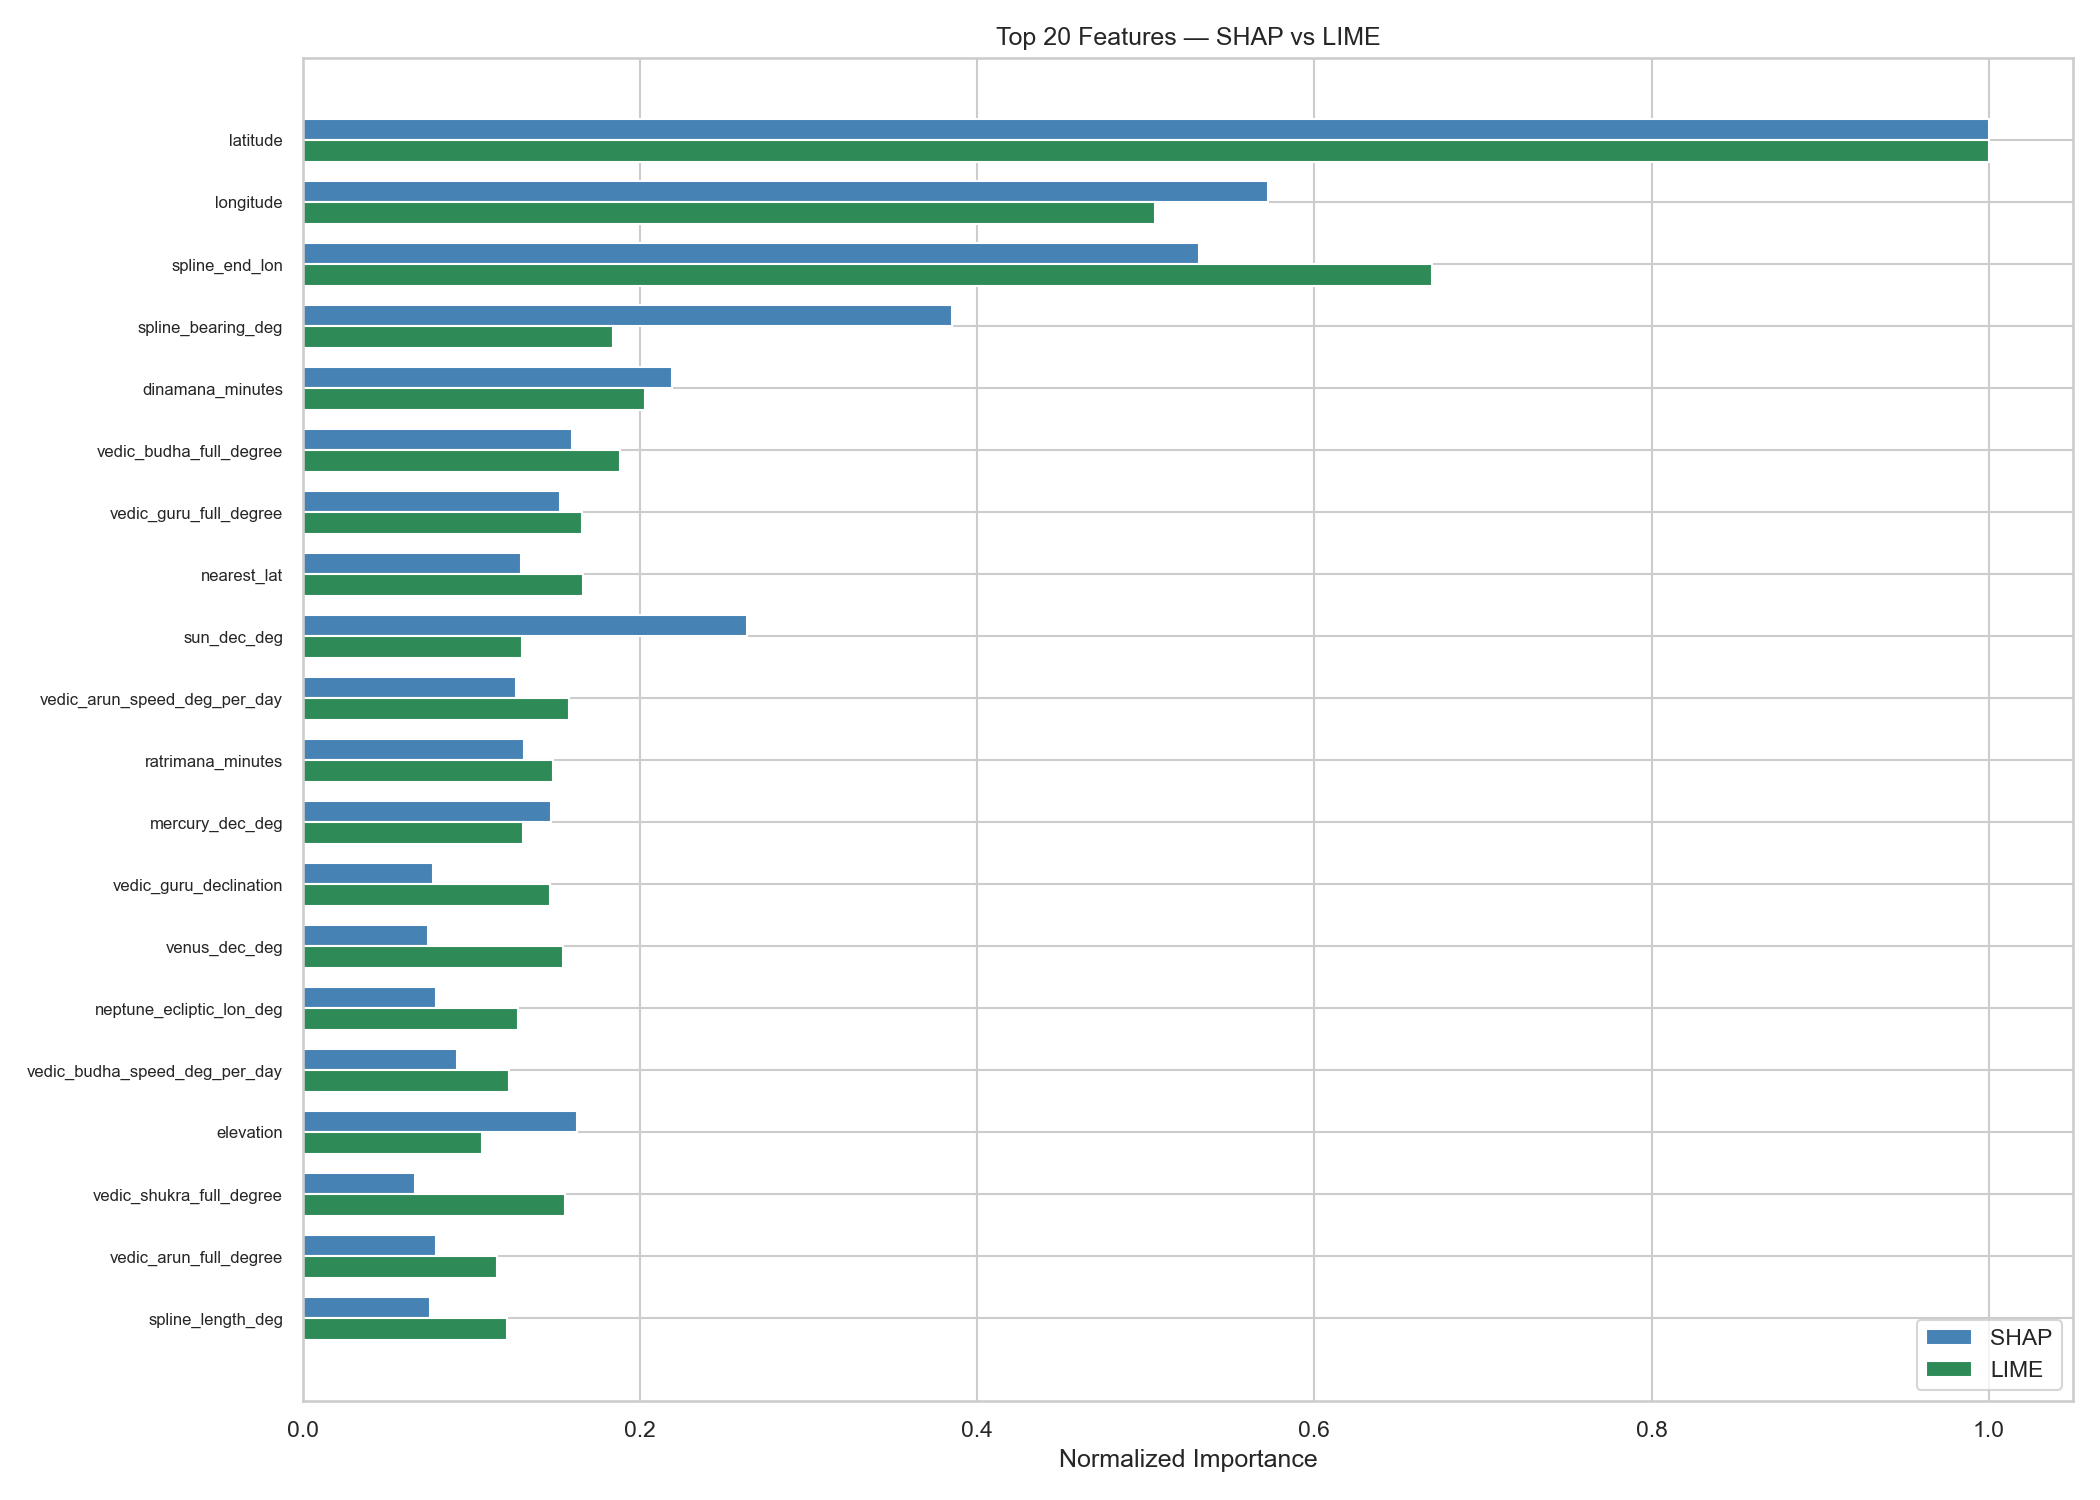 Top 20 Features — SHAP vs LIME
latitude
longitude
spline_end_lon
spline_bearing_deg
dinamana_minutes
vedic_budha_full_degree
vedic_guru_full_degree
nearest_lat
sun_dec_deg
vedic_arun_speed_deg_per_day
ratrimana_minutes
mercury_dec_deg
vedic_guru_declination
venus_dec_deg
neptune_ecliptic_lon_deg
vedic_budha_speed_deg_per_day
elevation
vedic_shukra_full_degree
vedic_arun_full_degree
spline_length_deg
SHAP
LIME
0.0 0.2 0.4 0.6 0.8 1.0
Normalized Importance